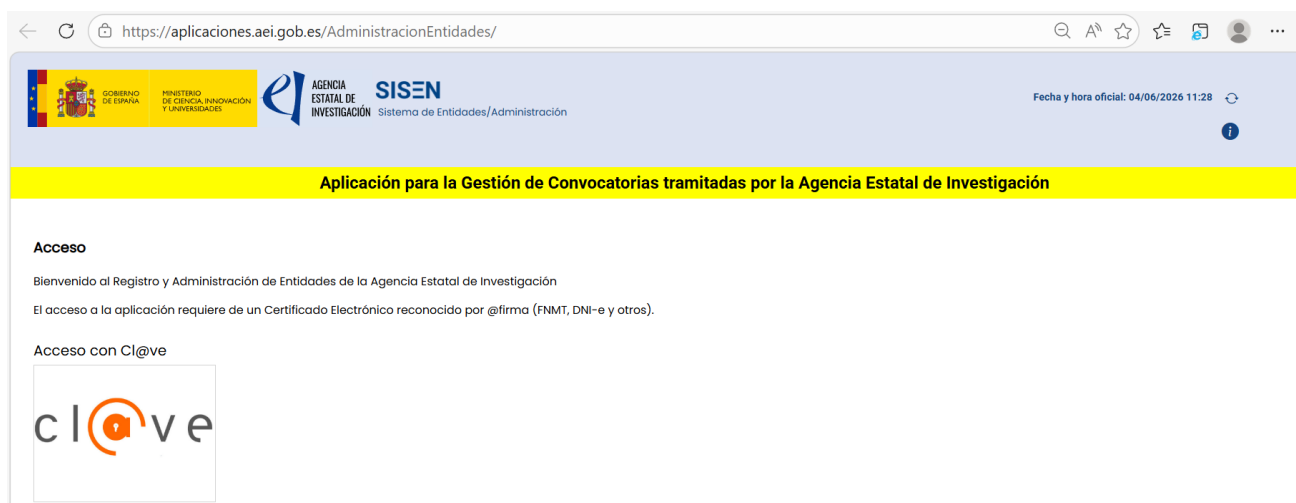 https://aplicaciones.aei.gob.es/AdministracionEntidades/
GOBIERNO
DE ESPAÑA
MINISTERIO
DE CIENCIA, INNOVACIÓN
Y UNIVERSIDADES
AGENCIA
ESTATAL DE
INVESTIGACIÓN
SISEN
Sistema de Entidades/Administración
Fecha y hora oficial: 04/06/2026 11:28
Aplicación para la Gestión de Convocatorias tramitadas por la Agencia Estatal de Investigación
Acceso
Bienvenido al Registro y Administración de Entidades de la Agencia Estatal de Investigación
El acceso a la aplicación requiere de un Certificado Electrónico reconocido por @firma (FNMT, DNI-e y otros).
Acceso con Cl@ve
cl@ve